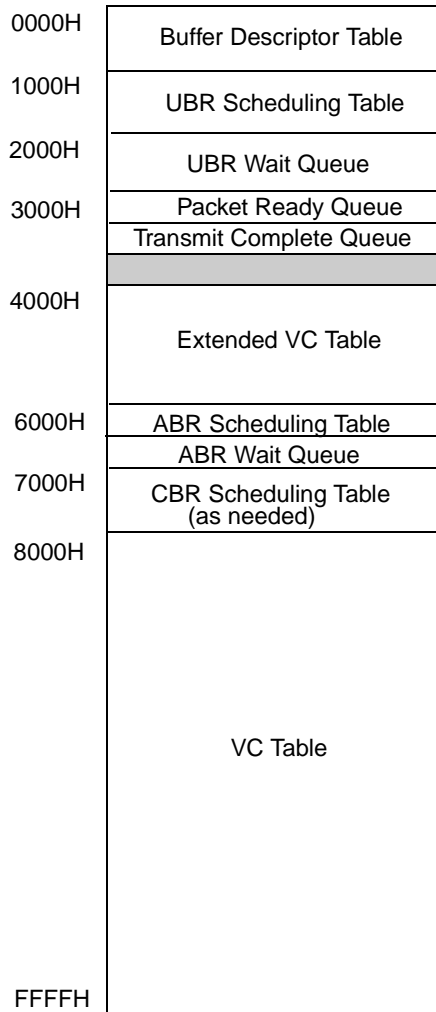 0000H
Buffer Descriptor Table
1000H
UBR Scheduling Table
2000H
UBR Wait Queue
3000H
Packet Ready Queue
Transmit Complete Queue
4000H
Extended VC Table
6000H
ABR Scheduling Table
ABR Wait Queue
7000H
CBR Scheduling Table
(as needed)
8000H
VC Table
FFFFH